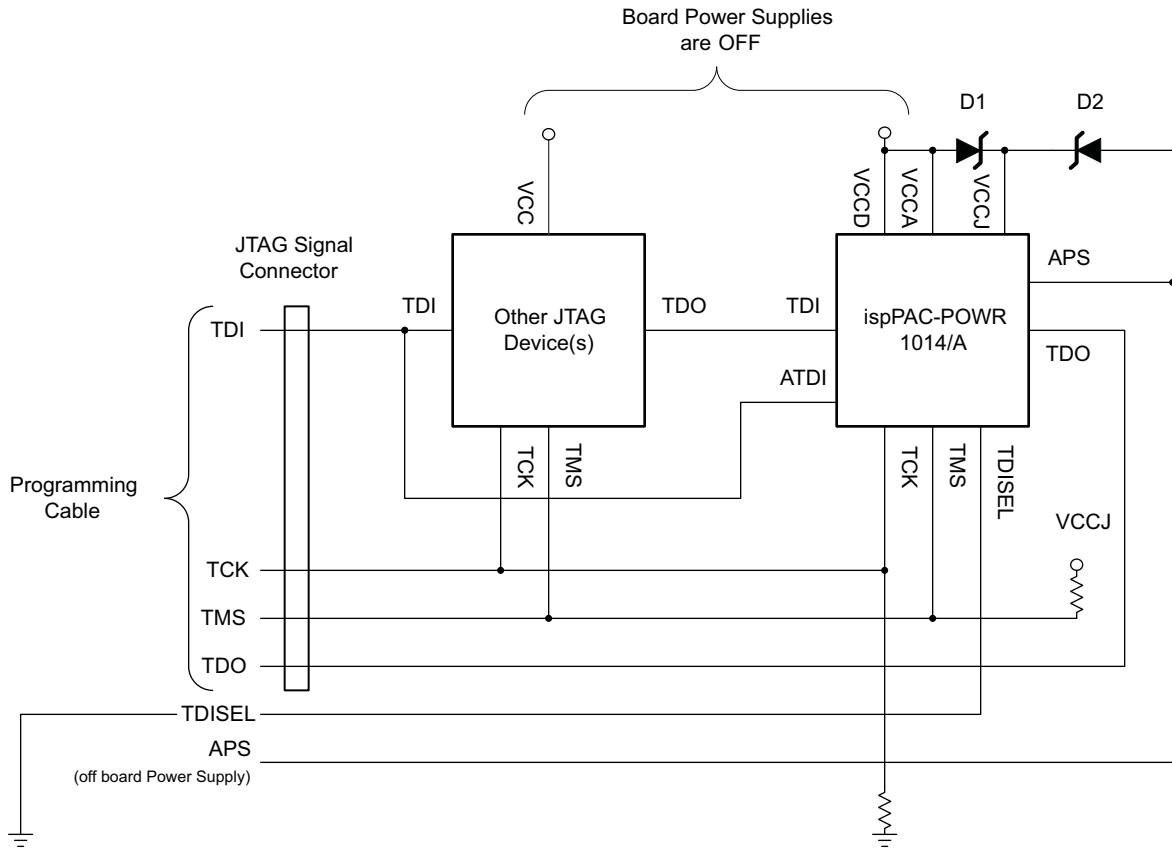 Board Power Supplies
are OFF
D1
D2
VCC
VCCD
VCCA
VCCJ
JTAG Signal
Connector
APS
TDI
TDI
TDO
TDI
Other JTAG
Device(s)
ispPAC-POWR
1014/A
TDO
ATDI
TCK
TMS
TCK
TMS
TDISEL
Programming
Cable
VCCJ
TCK
TMS
TDO
TDISEL
APS
(off board Power Supply)